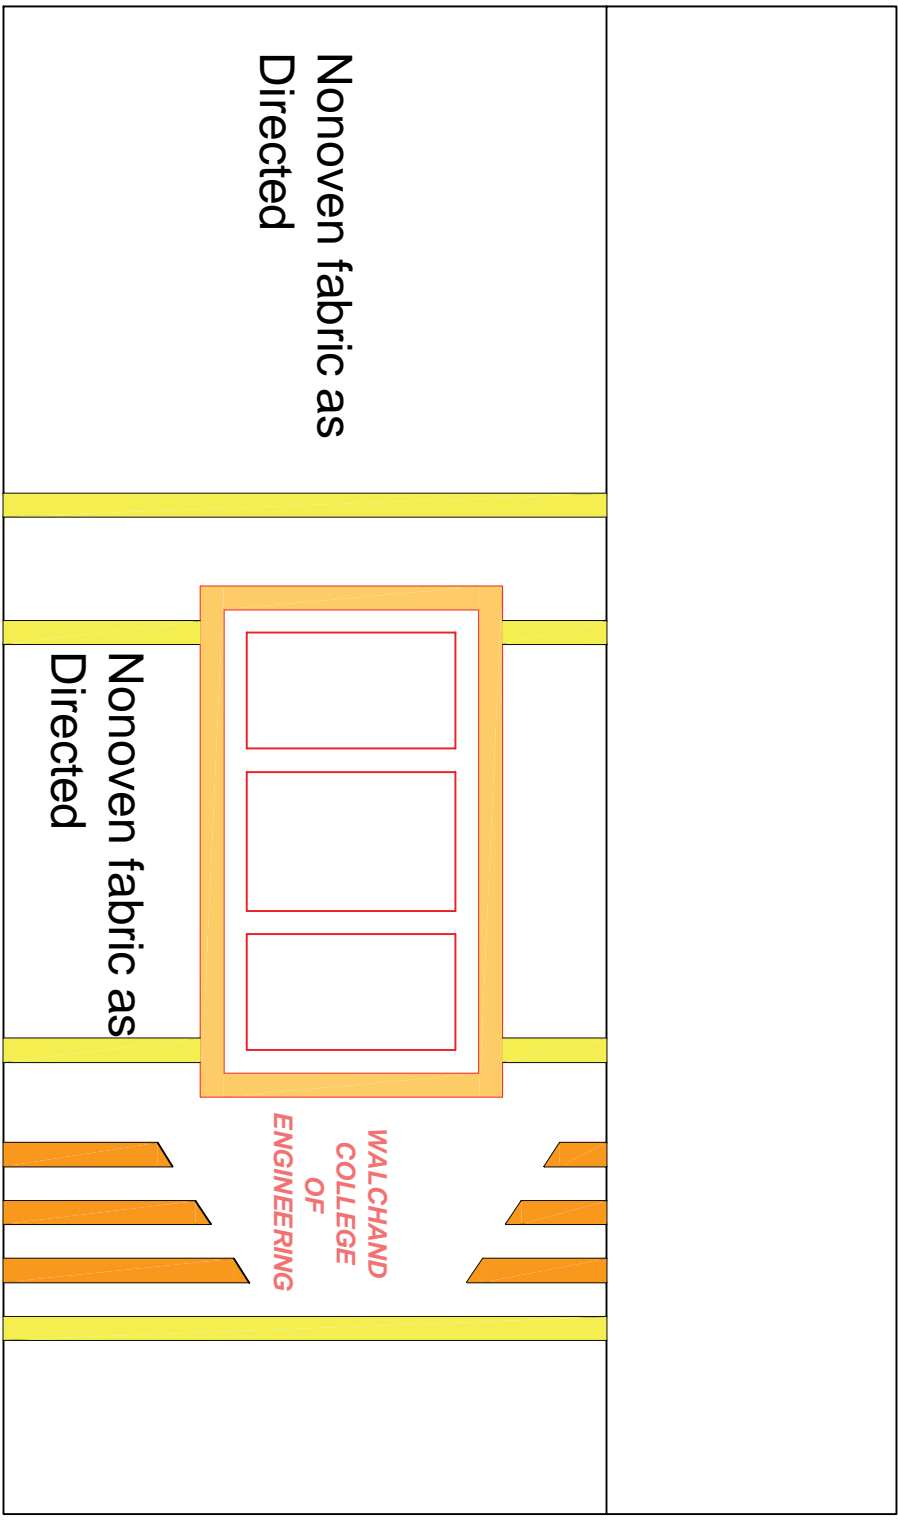 Nonoven fabric as
Directed
Nonoven fabric as
Directed
WALCHAND
COLLEGE
OF
ENGINEERING